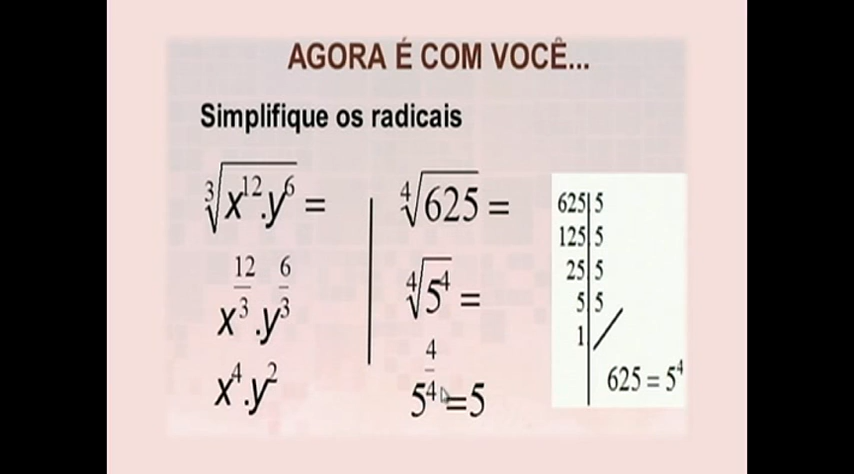 AGORA É COM VOCÊ...
Simplifique os radicais
∛(x¹².y⁶) =
x^(12/3).y^(6/3)
x⁴.y²
∜625 =
∜(5⁴) =
5^(4/4) = 5
625|5
125|5
25|5
5|5
1
625 = 5⁴